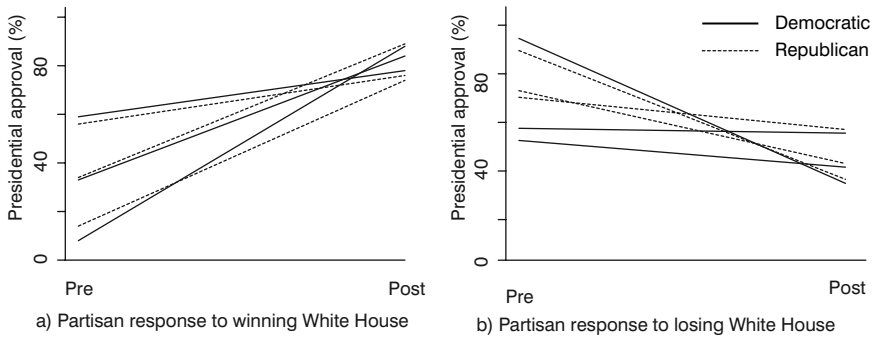 Presidential approval (%)
80
40
0
Pre
Post
a) Partisan response to winning White House
Presidential approval (%)
80
40
0
Democratic
Republican
Pre
Post
b) Partisan response to losing White House